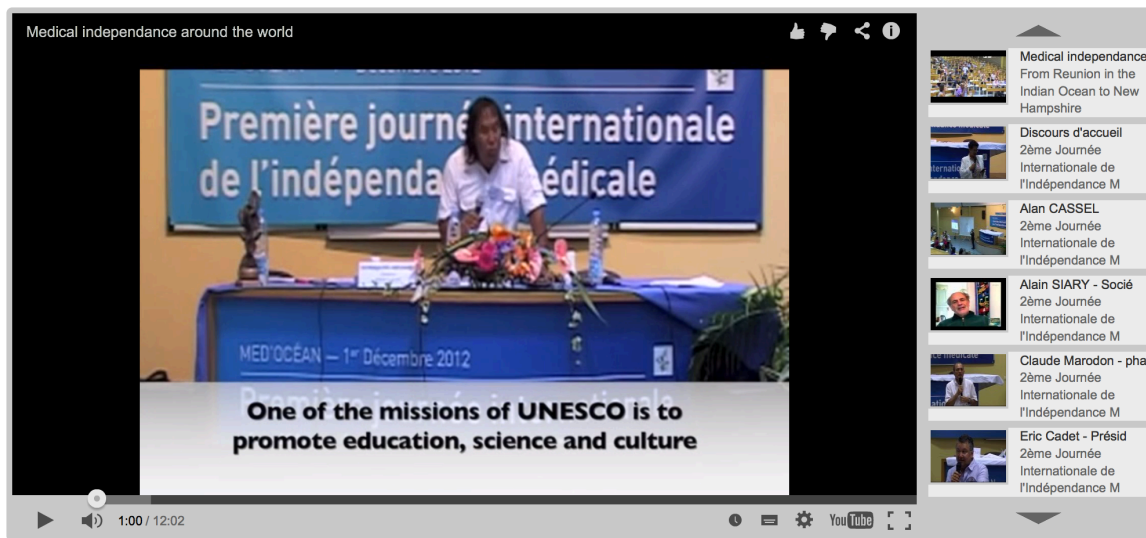 Medical independance around the world
Décembre 2012
Première journé internationale
de l'indépenda édicale
MED'OCÉAN — 1er Décembre 2012
One of the missions of UNESCO is to
promote education, science and culture
1:00 / 12:02
YouTube
Medical independance
From Reunion in the
Indian Ocean to New
Hampshire
Discours d'accueil
2ème Journée
Internationale de
l'Indépendance M
Alan CASSEL
2ème Journée
Internationale de
l'Indépendance M
Alain SIARY - Socié
2ème Journée
Internationale de
l'Indépendance M
Claude Marodon - pha
2ème Journée
Internationale de
l'Indépendance M
Eric Cadet - Présid
2ème Journée
Internationale de
l'Indépendance M